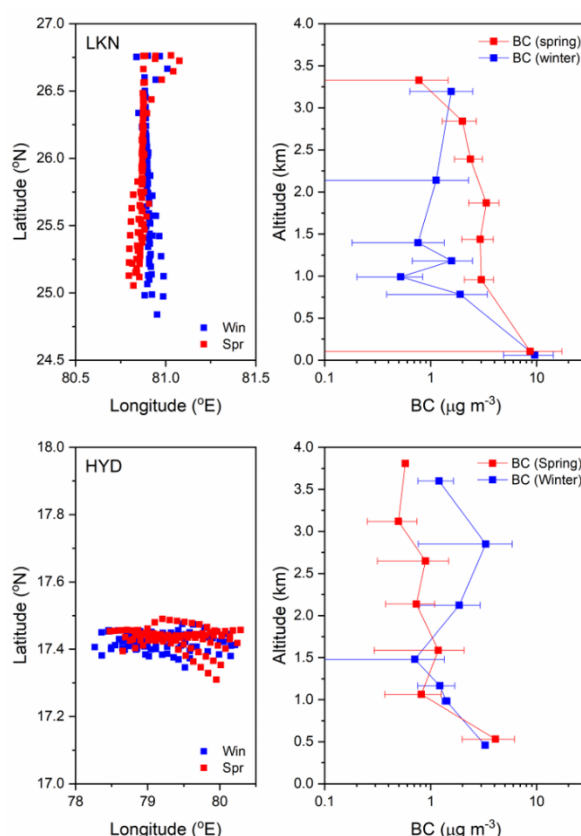 LKN
27.0
26.5
26.0
25.5
25.0
24.5
80.5 81.0 81.5
Latitude (°N)
Longitude (°E)
Win
Spr
BC (spring)
BC (winter)
4.0
3.5
3.0
2.5
2.0
1.5
1.0
0.5
0.0
0.1 1 10
Altitude (km)
BC (μg m-3)
HYD
18.0
17.8
17.6
17.4
17.2
17.0
78 79 80 81
Latitude (°N)
Longitude (°E)
Win
Spr
BC (Spring)
BC (Winter)
4.0
3.5
3.0
2.5
2.0
1.5
1.0
0.5
0.0
0.1 1 10
Altitude (km)
BC (μg m-3)